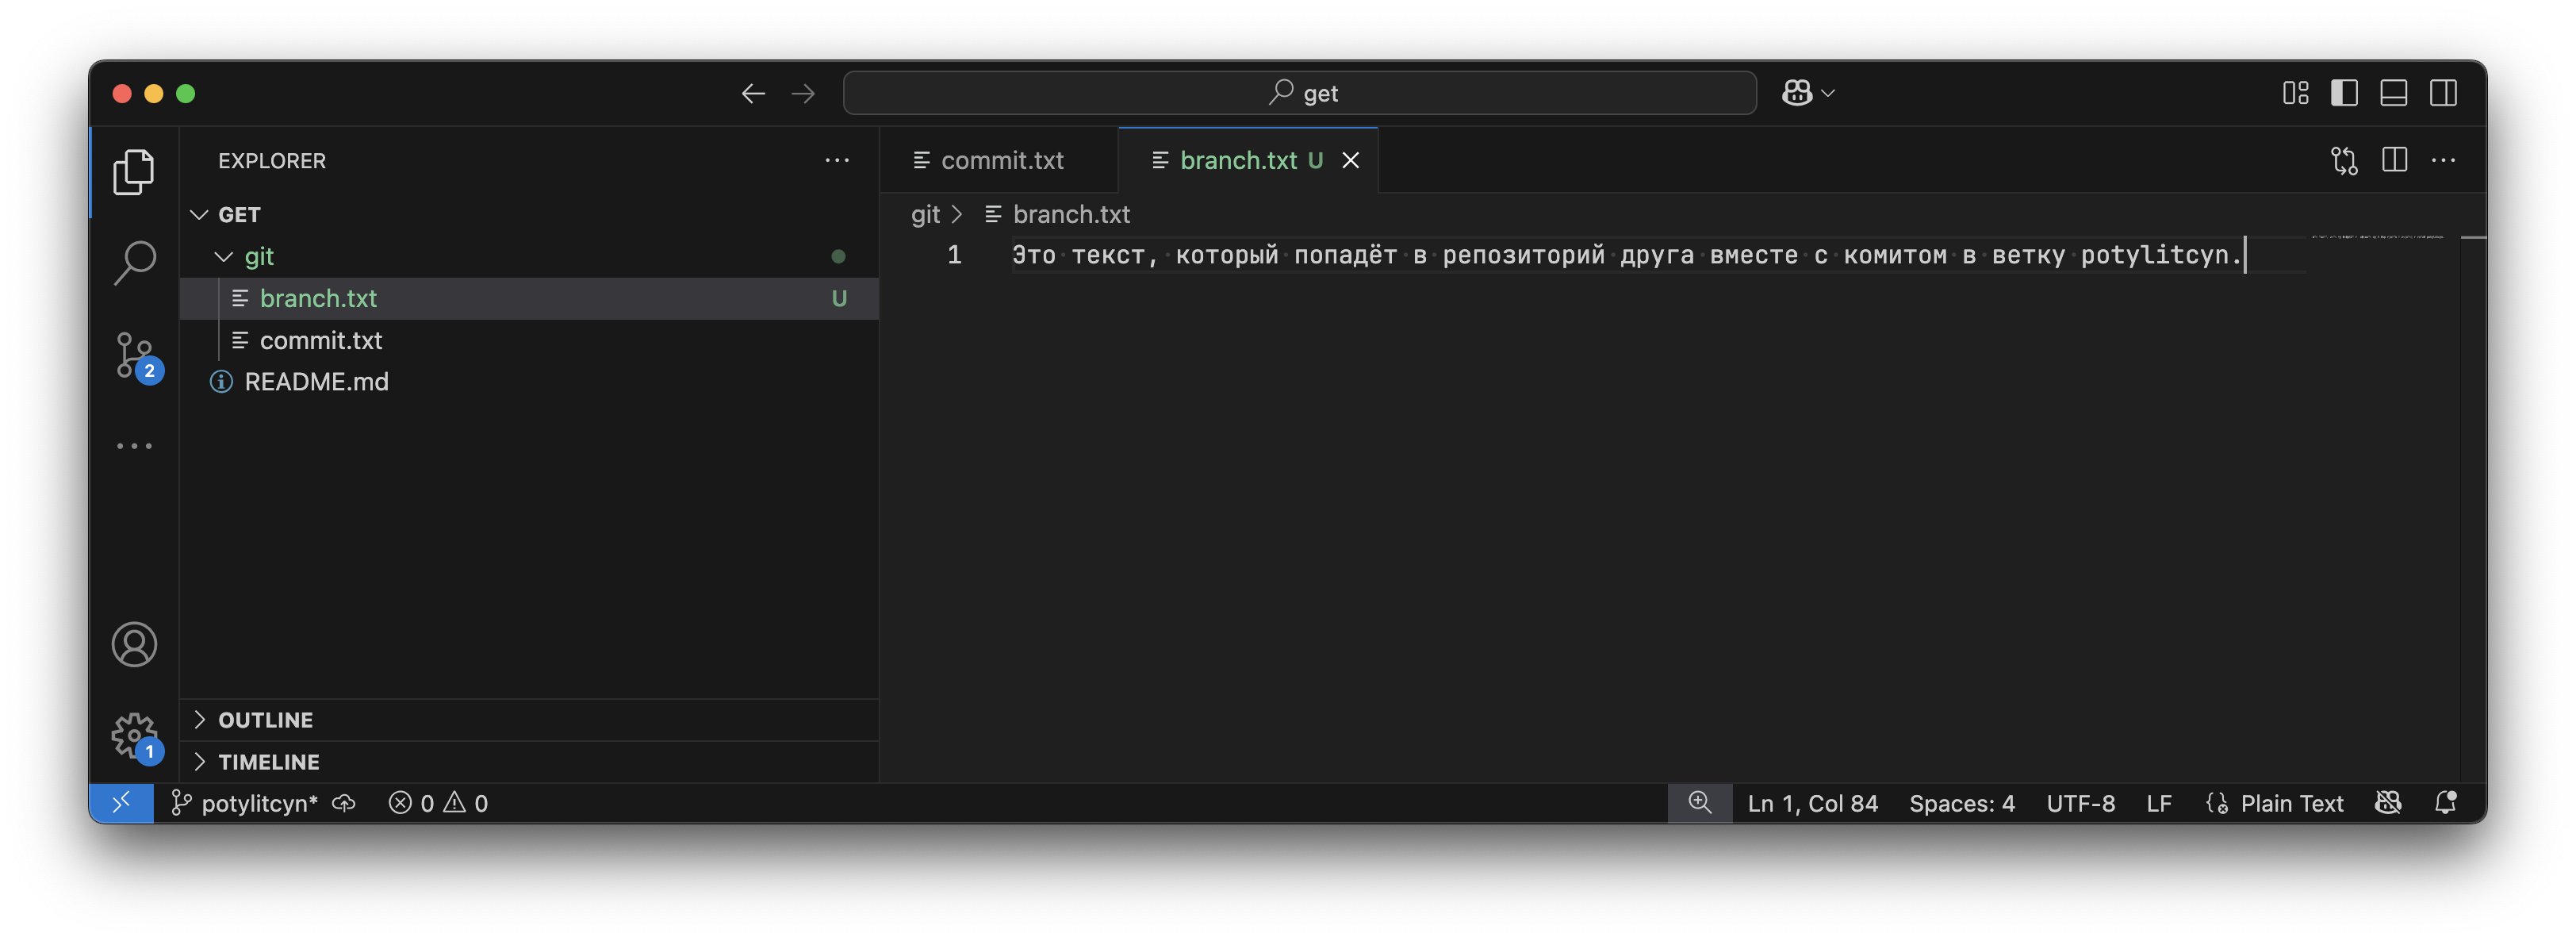 get
EXPLORER
GET
git
branch.txt U
commit.txt
README.md
2
1
OUTLINE
TIMELINE
commit.txt
branch.txt U
git > branch.txt
1 Это текст, который попадёт в репозиторий друга вместе с комитом в ветку potylitcyn.
potylitcyn* 0 0
Ln 1, Col 84 Spaces: 4 UTF-8 LF Plain Text